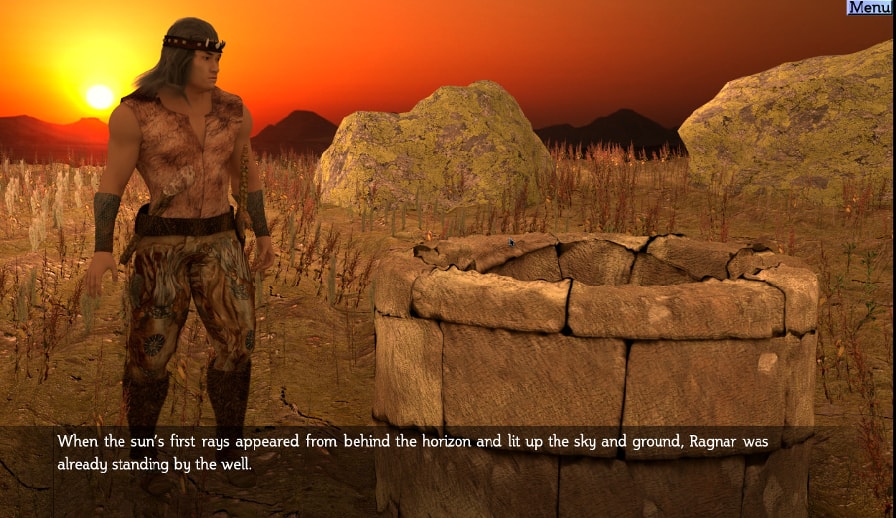 Menu
When the sun's first rays appeared from behind the horizon and lit up the sky and ground, Ragnar was
already standing by the well.